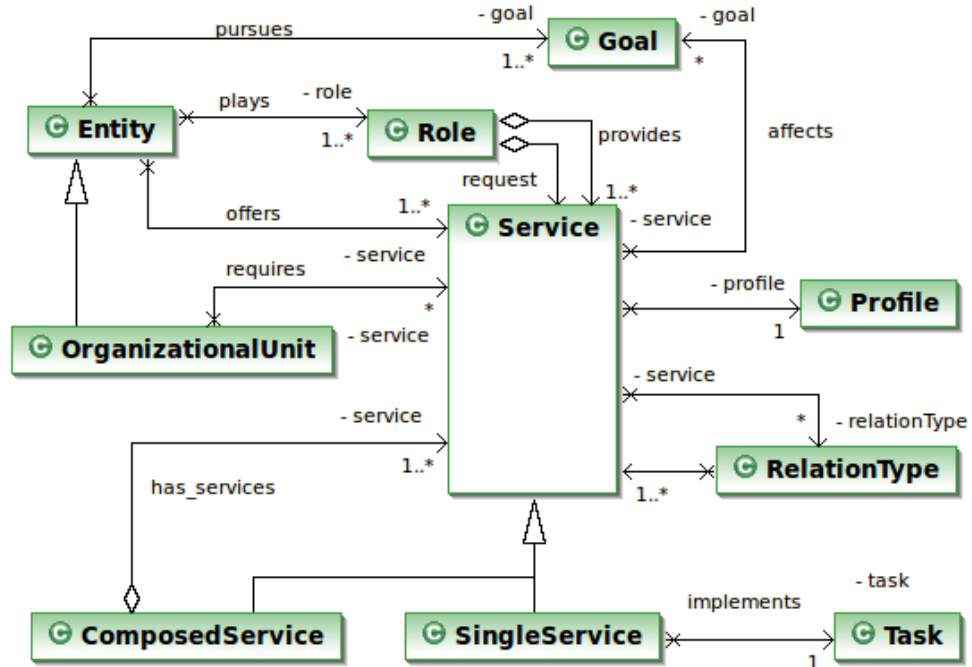 pursues
- goal
1..*
C Goal
- goal
*
affects
C Entity
plays
- role
1..*
C Role
provides
request
1..*
offers
1..*
- service
C Service
- service
requires
*
- service
C OrganizationalUnit
- profile
1
C Profile
- service
*
- relationType
C RelationType
1..*
- service
1..*
has_services
C ComposedService
C SingleService
implements
- task
1
C Task